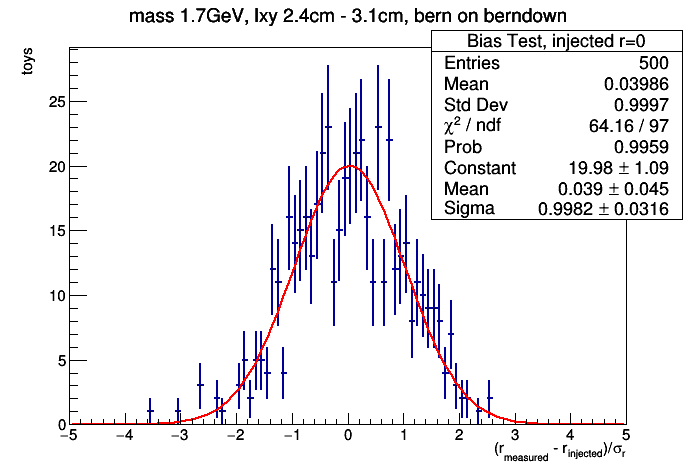 mass 1.7GeV, lxy 2.4cm - 3.1cm, bern on berndown
toys
Bias Test, injected r=0
Entries 500
Mean 0.03986
Std Dev 0.9997
χ² / ndf 64.16 / 97
Prob 0.9959
Constant 19.98 ± 1.09
Mean 0.039 ± 0.045
Sigma 0.9982 ± 0.0316
25
20
15
10
5
0
−5 −4 −3 −2 −1 0 1 2 3 4 5
(r_measured - r_injected)/σ_r